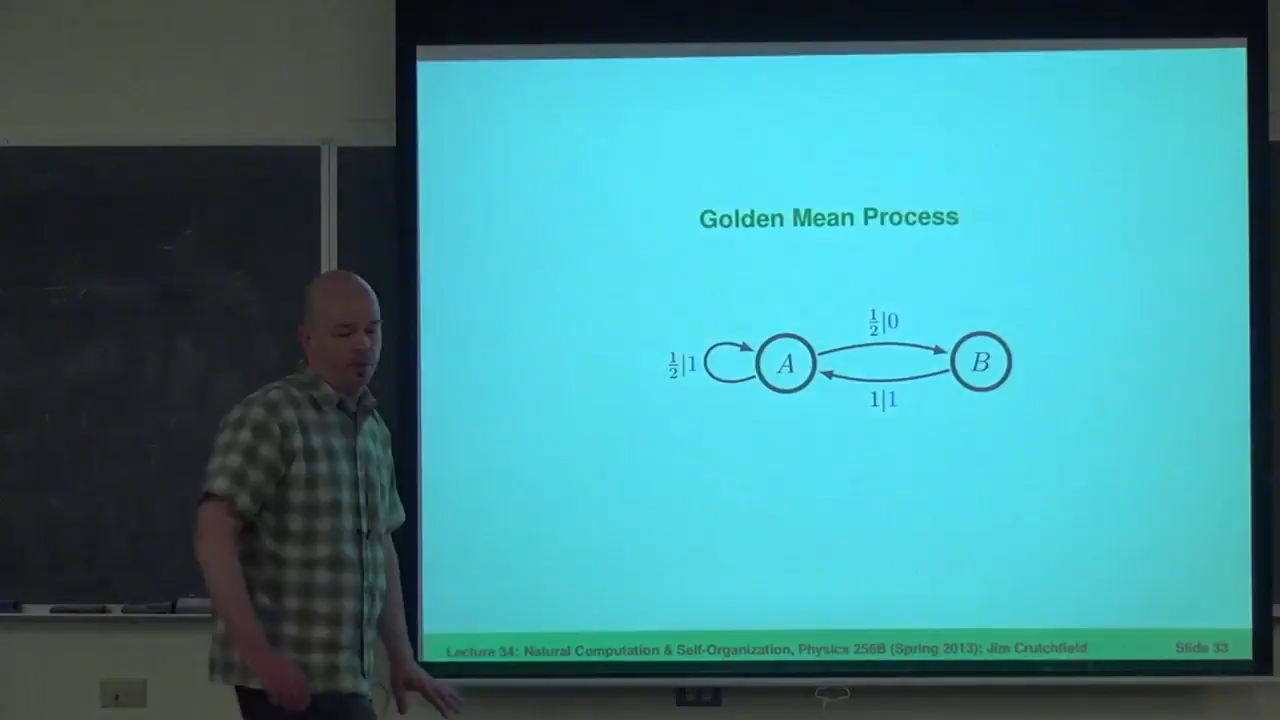 Golden Mean Process
½|0
½|1
A
B
1|1
Lecture 34: Natural Computation & Self-Organization, Physics 256B (Spring 2013); Jim Crutchfield
Slide 33